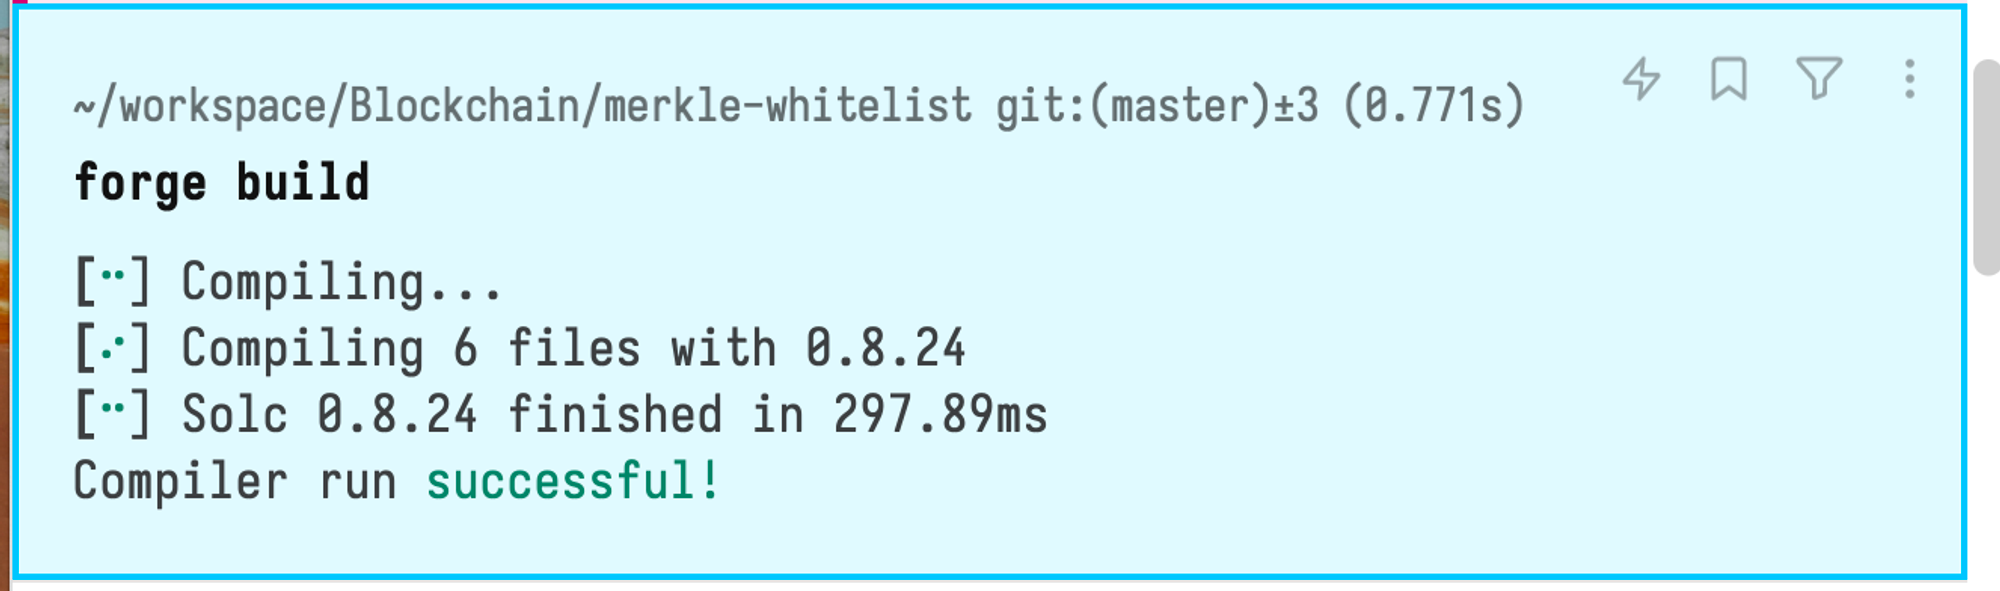 ~/workspace/Blockchain/merkle-whitelist git:(master)±3 (0.771s)
forge build
[⠒] Compiling...
[⠔] Compiling 6 files with 0.8.24
[⠒] Solc 0.8.24 finished in 297.89ms
Compiler run successful!